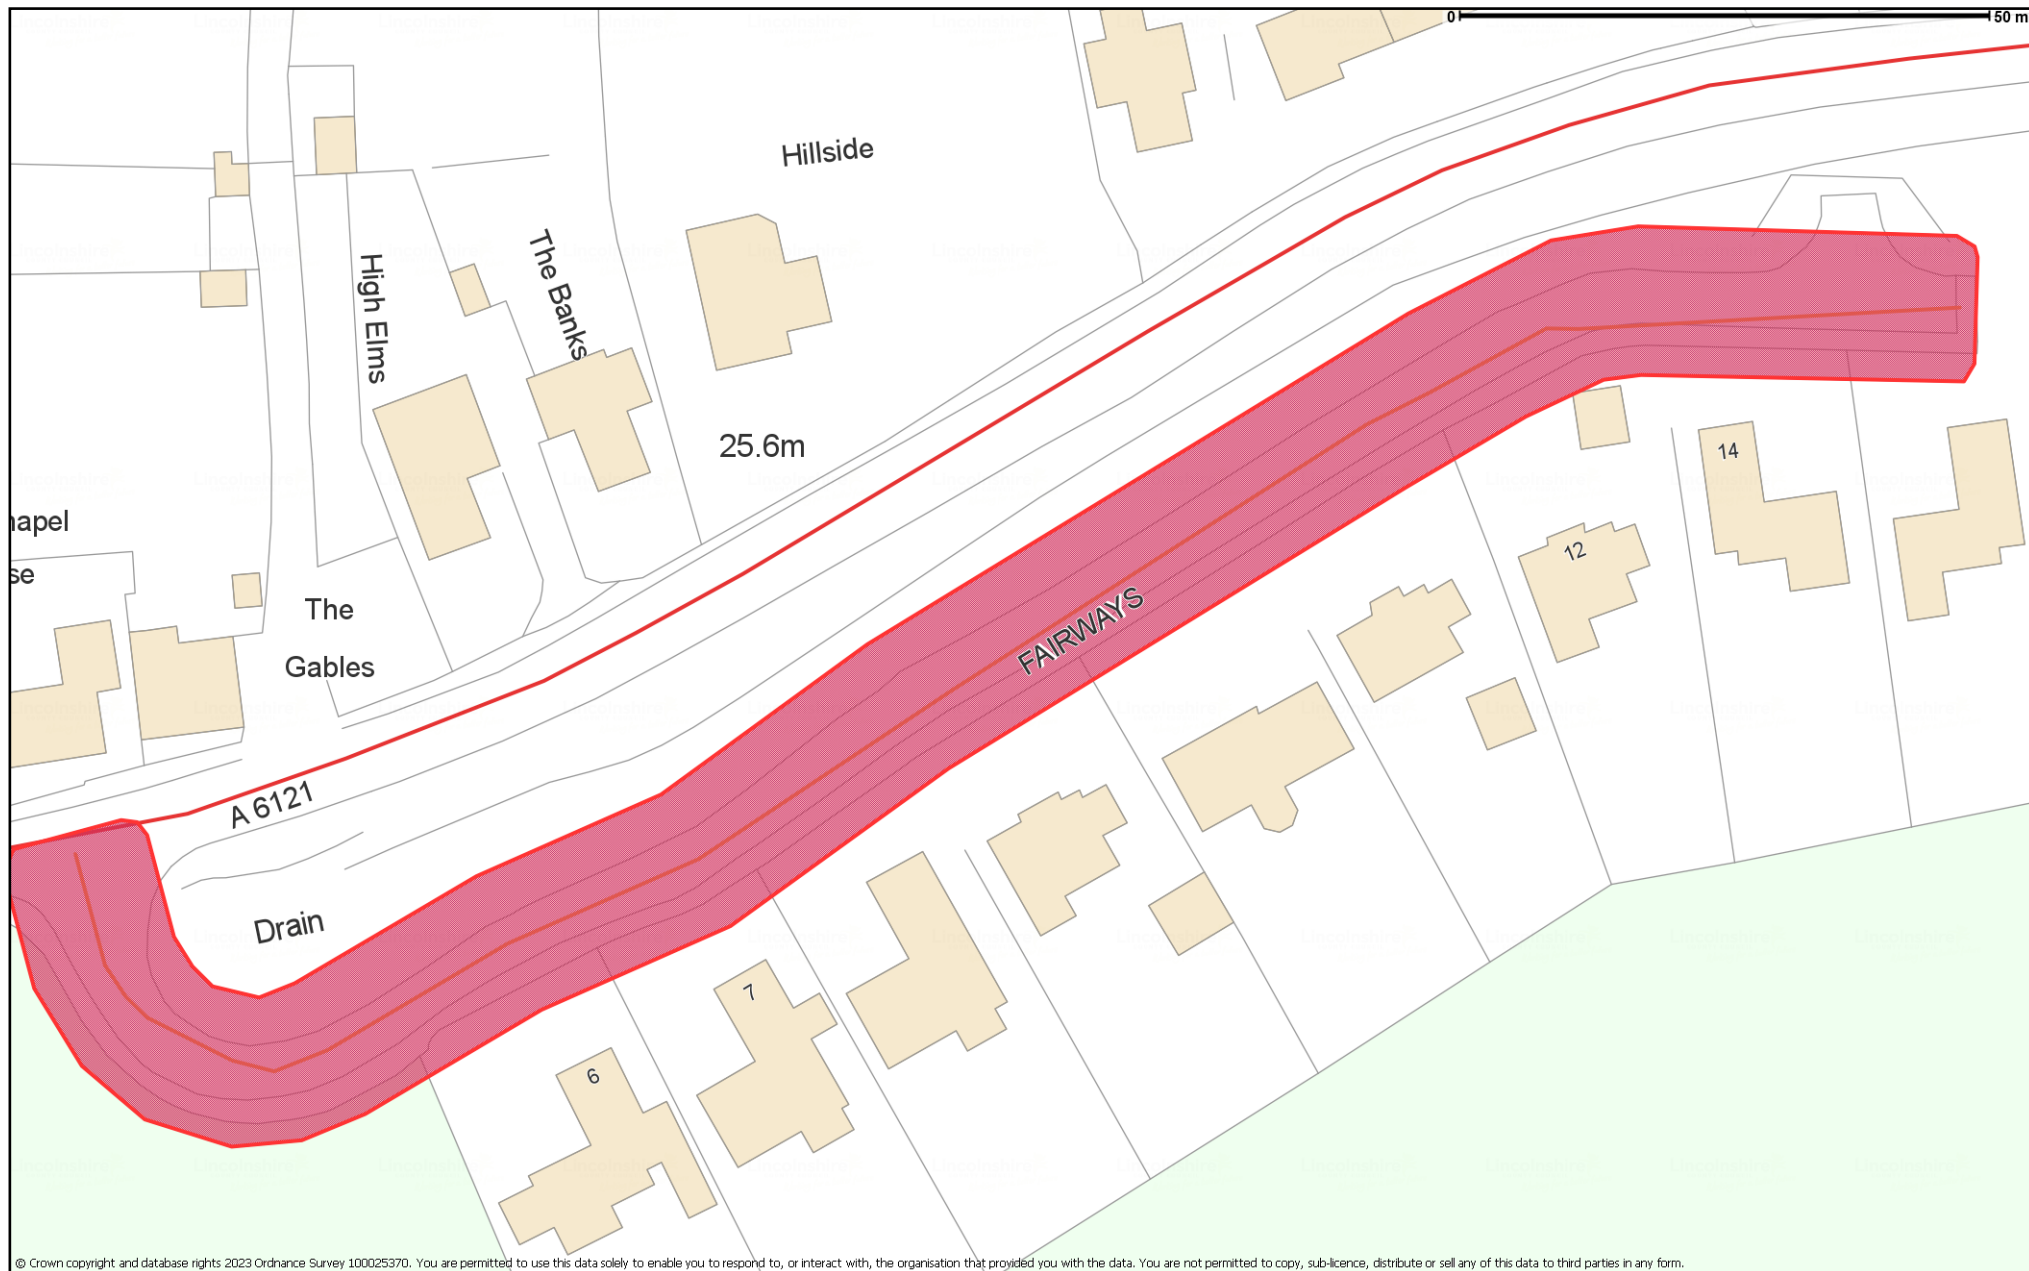 0 50 m
Hillside
High Elms
The Banks
25.6m
14
hapel
12
se
The
FAIRWAYS
Gables
A 6121
Drain
7
6
© Crown copyright and database rights 2023 Ordnance Survey 100025370. You are permitted to use this data solely to enable you to respond to, or interact with, the organisation that provided you with the data. You are not permitted to copy, sub-licence, distribute or sell any of this data to third parties in any form.